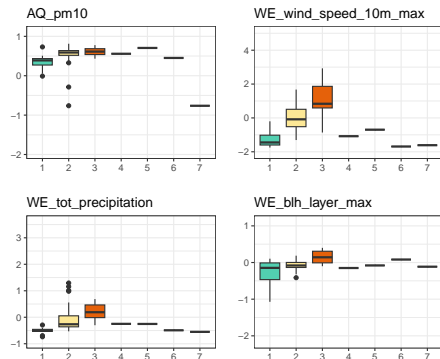 AQ_pm10
1
0
−1
−2
1 2 3 4 5 6 7
WE_wind_speed_10m_max
4
2
0
−2
1 2 3 4 5 6 7
WE_tot_precipitation
3
2
1
0
−1
1 2 3 4 5 6 7
WE_blh_layer_max
1
0
−1
−2
1 2 3 4 5 6 7